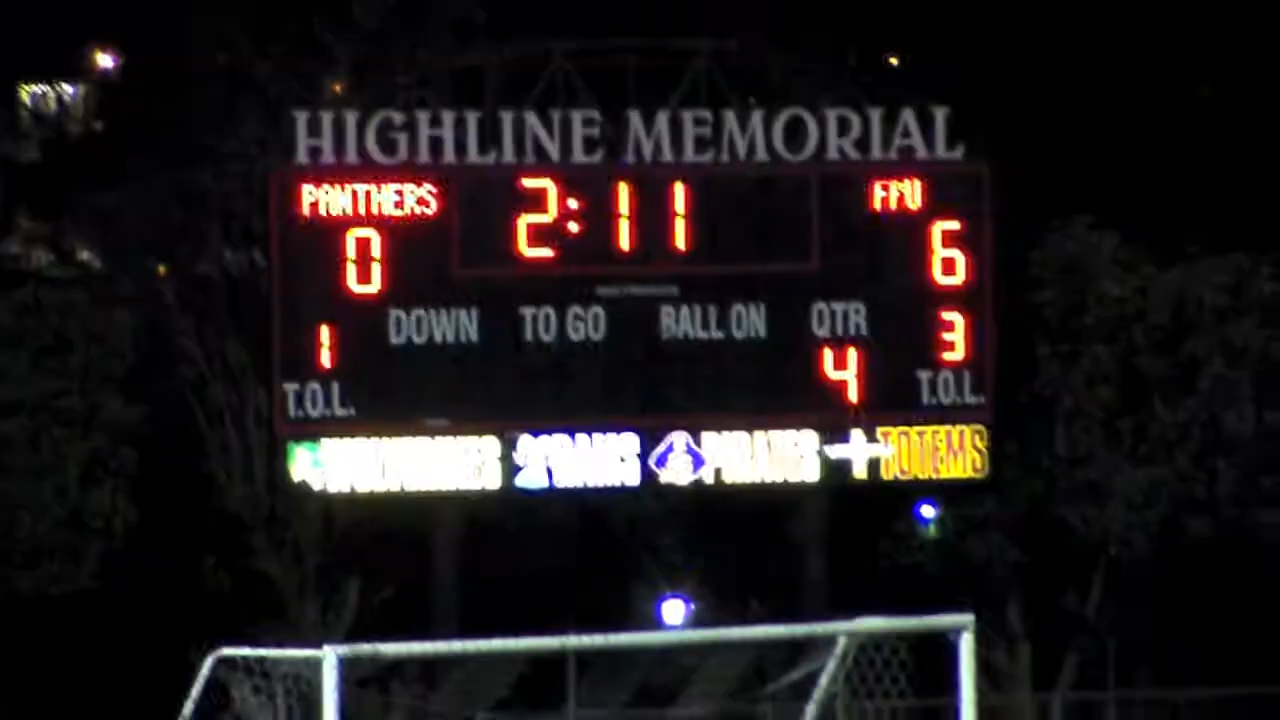 HIGHLINE MEMORIAL
PANTHERS 2:11 FPU
0 6
DOWN TO GO BALL ON QTR
1 4 3
T.O.L. T.O.L.
WOLVERINES RAMS PIRATES TOTEMS